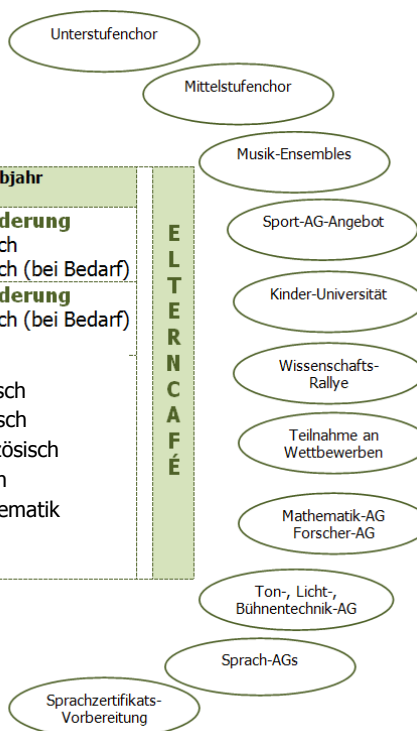 Unterstufenchor
Mittelstufenchor
Musik-Ensembles
bjahr
derung
ch
ch (bei Bedarf)
derung
ch (bei Bedarf)
sch
sch
zösisch
n
ematik
ELTERNCAFÉ
Sport-AG-Angebot
Kinder-Universität
Wissenschafts-
Rallye
Teilnahme an
Wettbewerben
Mathematik-AG
Forscher-AG
Ton-, Licht-,
Bühnentechnik-AG
Sprach-AGs
Sprachzertifikats-
Vorbereitung